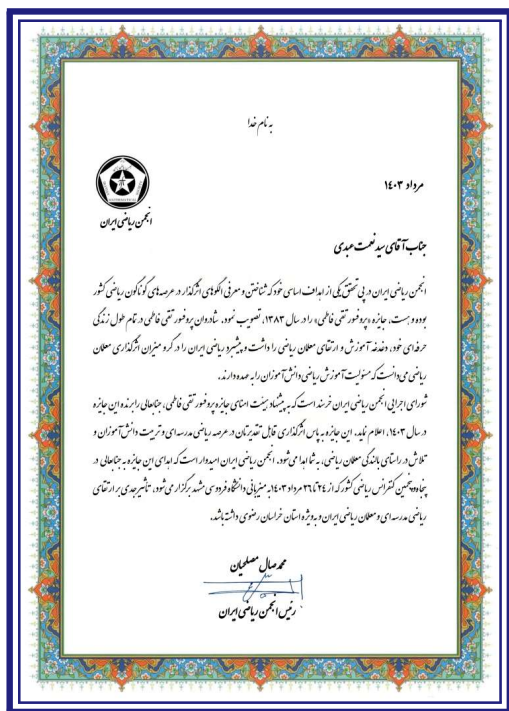 به نام خدا
مرداد ۱۴۰۳
انجمن ریاضی ایران
جناب آقای سید نعمت عبدی
انجمن ریاضی ایران در پی تحقق یکی از اهداف اساسی خود که شناختن و معرفی الگوهای اثرگذار در عرصه‌های گوناگون ریاضی کشور
بوده و هست، جایزه «پروفسور تقی فاطمی» را در سال ۱۳۸۳، تصویب نمود. شادروان پروفسور تقی فاطمی در تمام طول زندگی
حرفه‌ای خود، دغدغه آموزش و ارتقای معلمان ریاضی را داشت و پیشبرد ریاضی ایران را در گرو میزان اثرگذاری معلمان
ریاضی می‌دانست که مسئولیت آموزش ریاضی دانش‌آموزان را به عهده دارند.
شورای اجرایی انجمن ریاضی ایران خرسند است که به پیشنهاد هیئت امنای جایزه پروفسور تقی فاطمی، جنابعالی را برنده این جایزه
در سال ۱۴۰۳، اعلام نماید. این جایزه به پاس اثرگذاری قابل تقدیرتان در عرصه ریاضی مدرسه‌ای و تربیت دانش‌آموزان و
تلاش در راستای بالندگی معلمان ریاضی، به شما اهدا می‌شود. انجمن ریاضی ایران امیدوار است که اهدای این جایزه به جنابعالی در
پنجاه و پنجمین کنفرانس ریاضی کشور که از ۲۴ تا ۲۶ مرداد ۱۴۰۳ به میزبانی دانشگاه فردوسی مشهد برگزار می‌شود، تأثیر جدی بر ارتقای
ریاضی مدرسه‌ای و معلمان ریاضی ایران و به ویژه استان خراسان رضوی داشته باشد.
محمد صال مصلحیان
رئیس انجمن ریاضی ایران